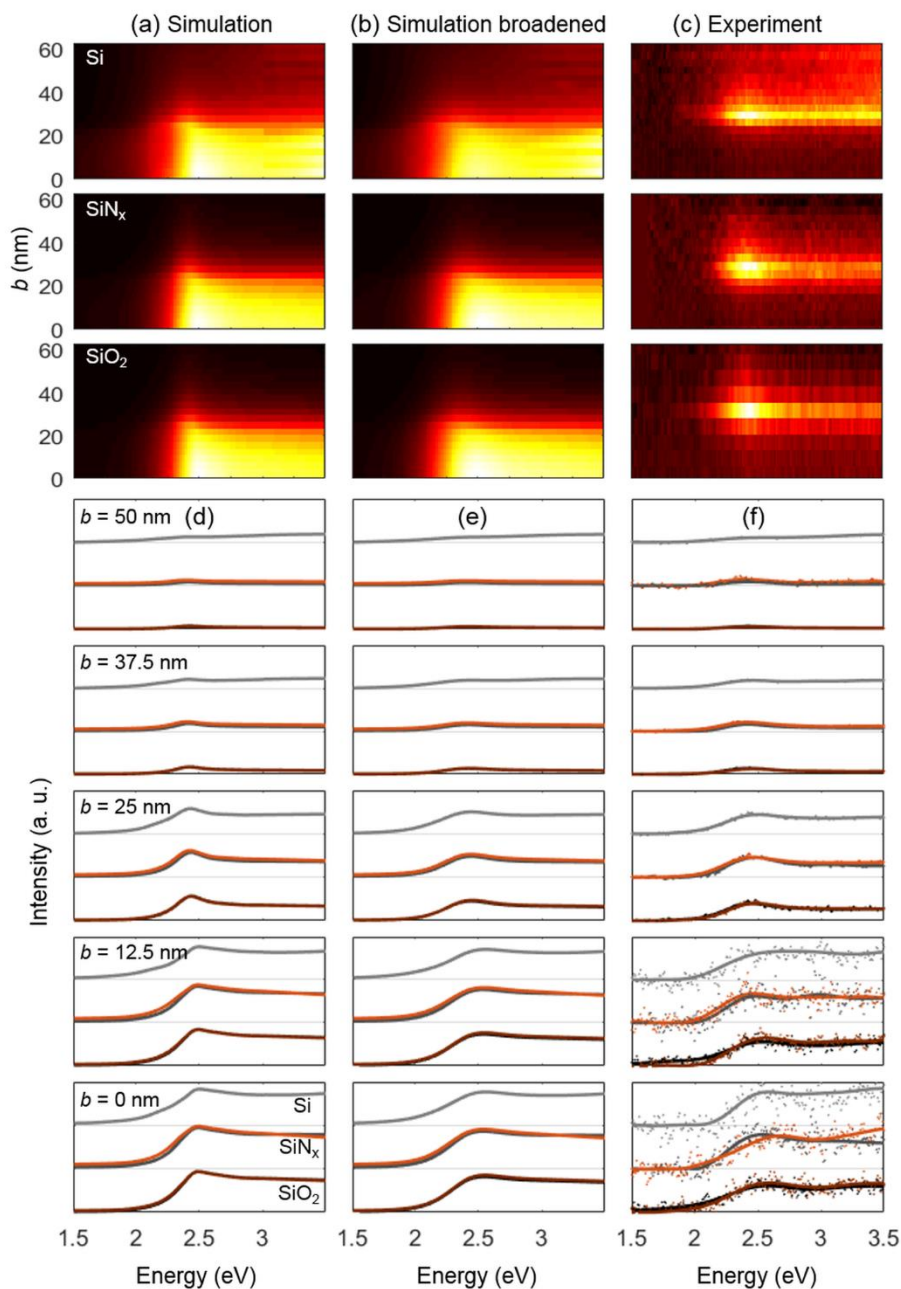 (a) Simulation (b) Simulation broadened (c) Experiment
Si
60
40
20
0
SiNx
60
40
20
0
b (nm)
SiO2
60
40
20
0
b = 50 nm (d) (e) (f)
b = 37.5 nm
b = 25 nm
Intensity (a. u.)
b = 12.5 nm
b = 0 nm
Si
SiNx
SiO2
1.5 2 2.5 3 1.5 2 2.5 3 1.5 2 2.5 3 3.5
Energy (eV) Energy (eV) Energy (eV)